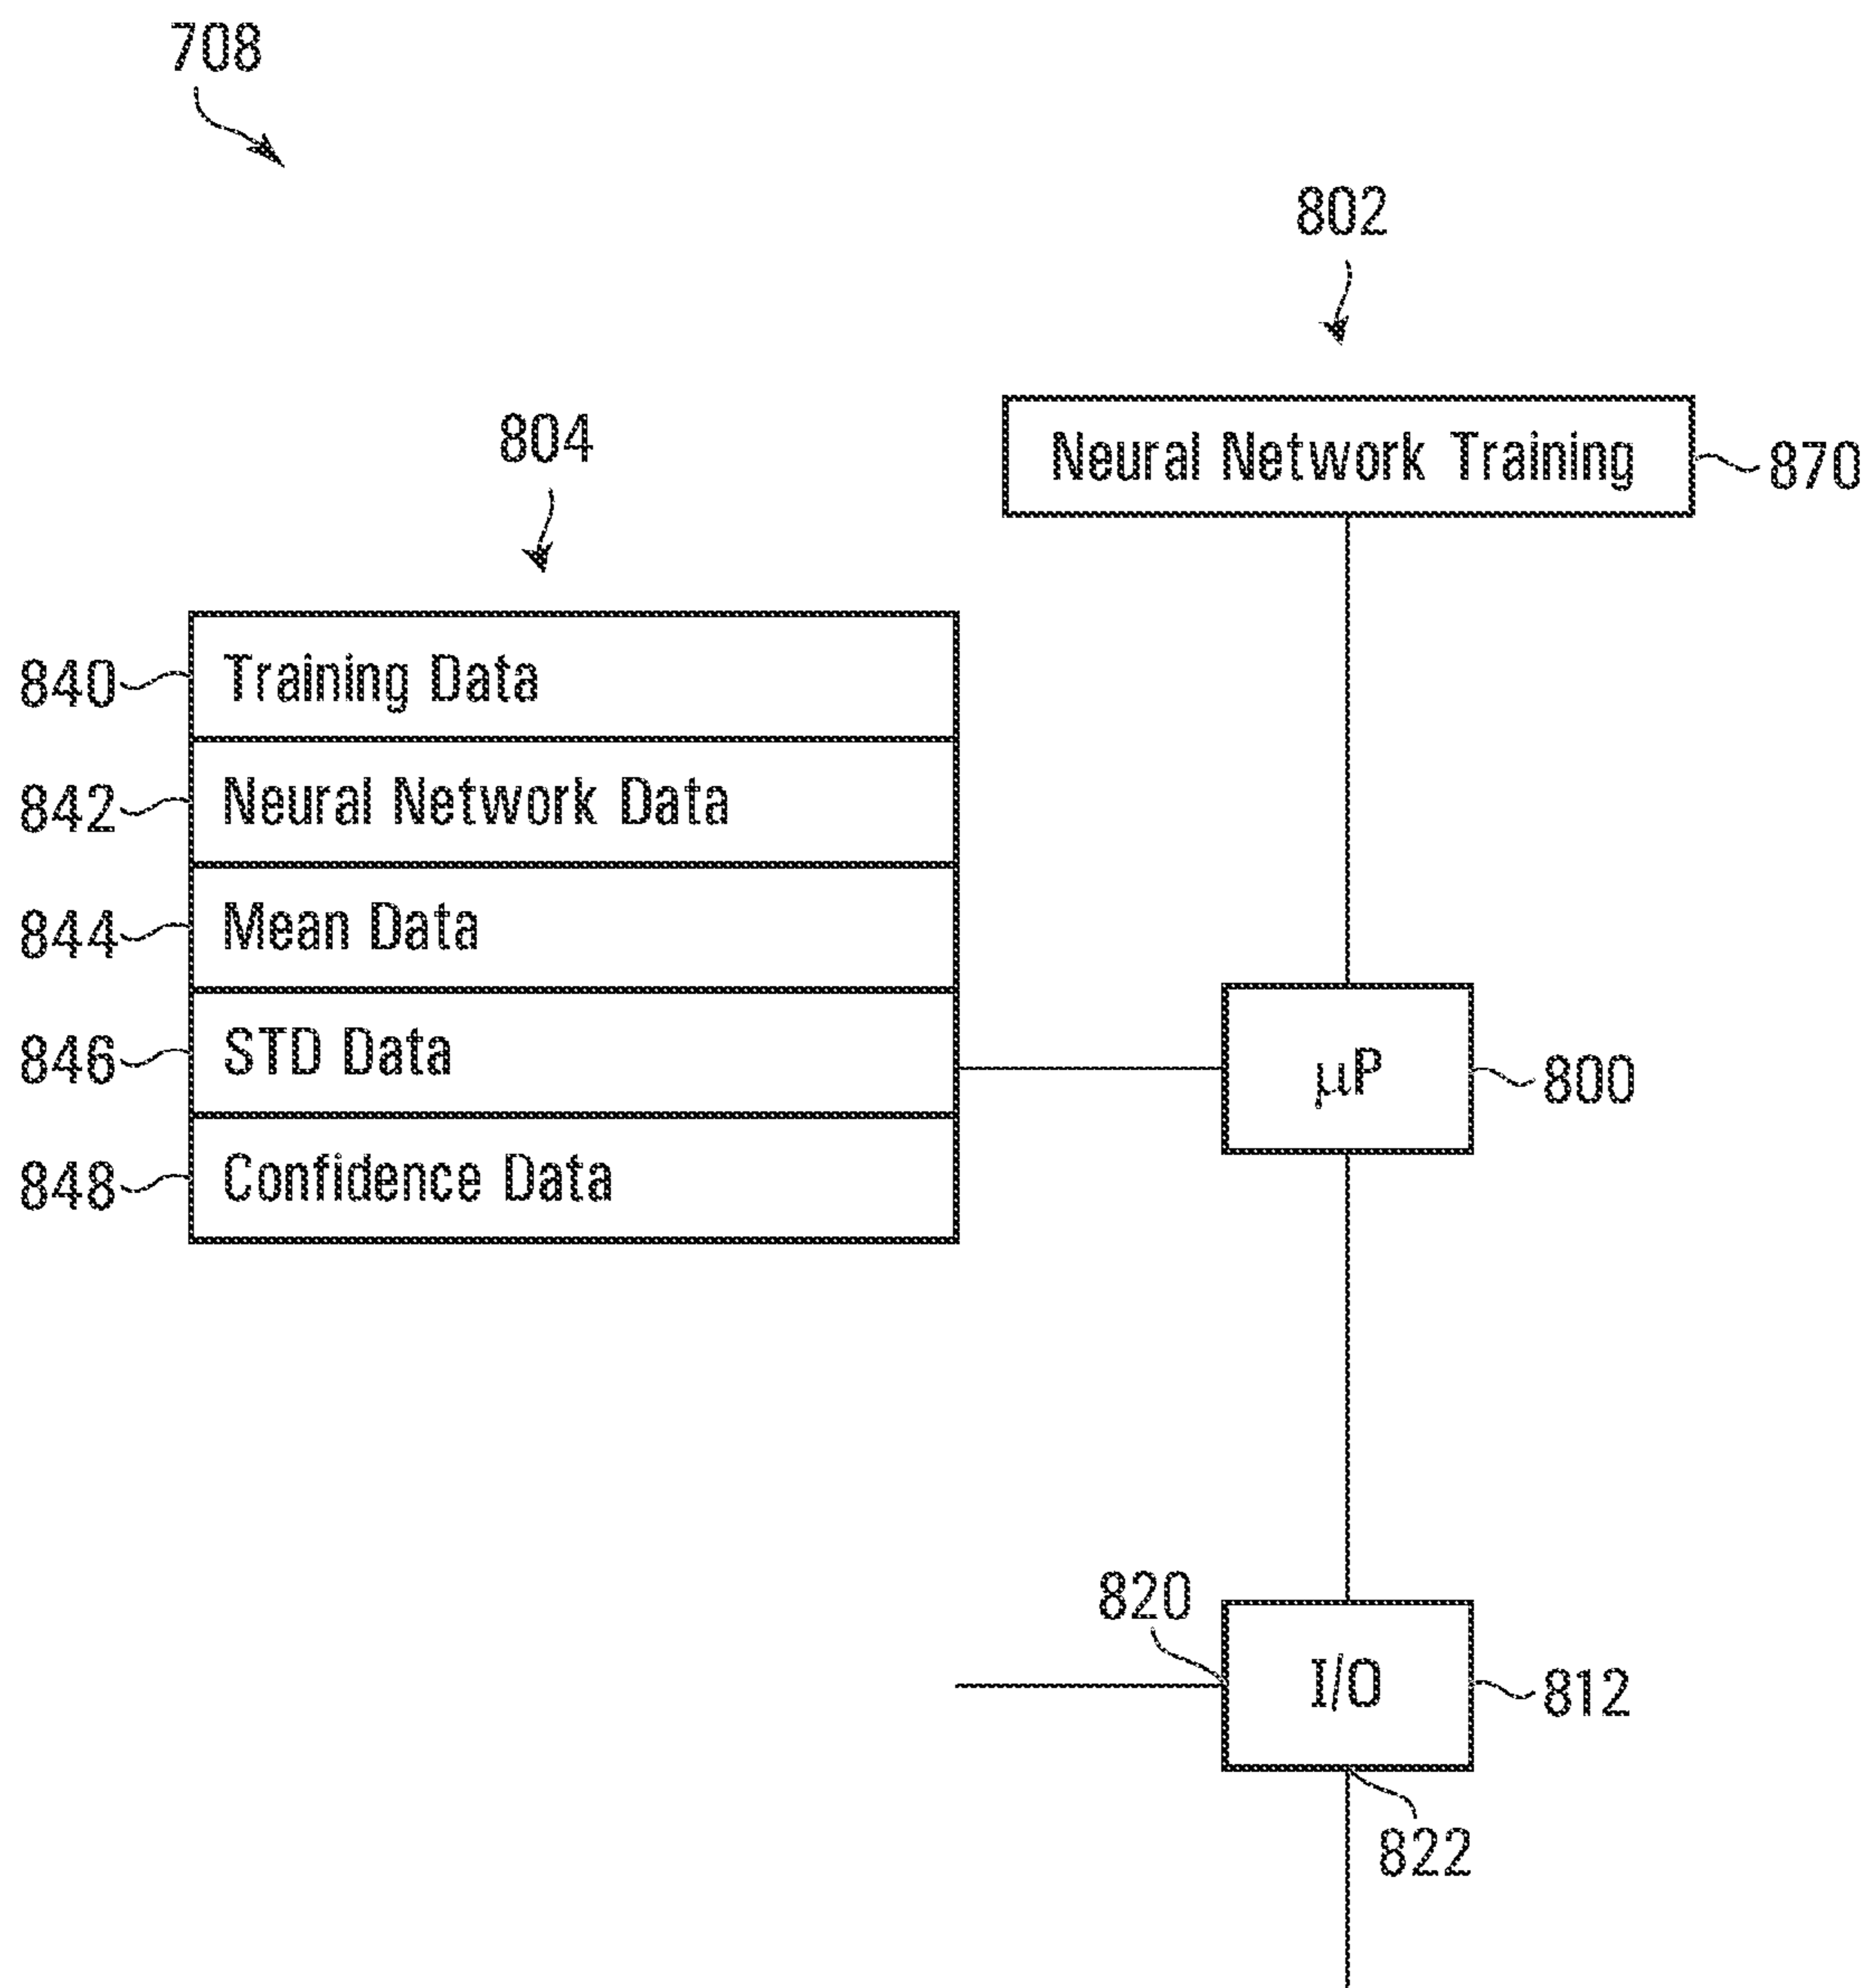 708
802
Neural Network Training
870
804
840
Training Data
842
Neural Network Data
844
Mean Data
846
STD Data
848
Confidence Data
μP
800
820
I/O
812
822